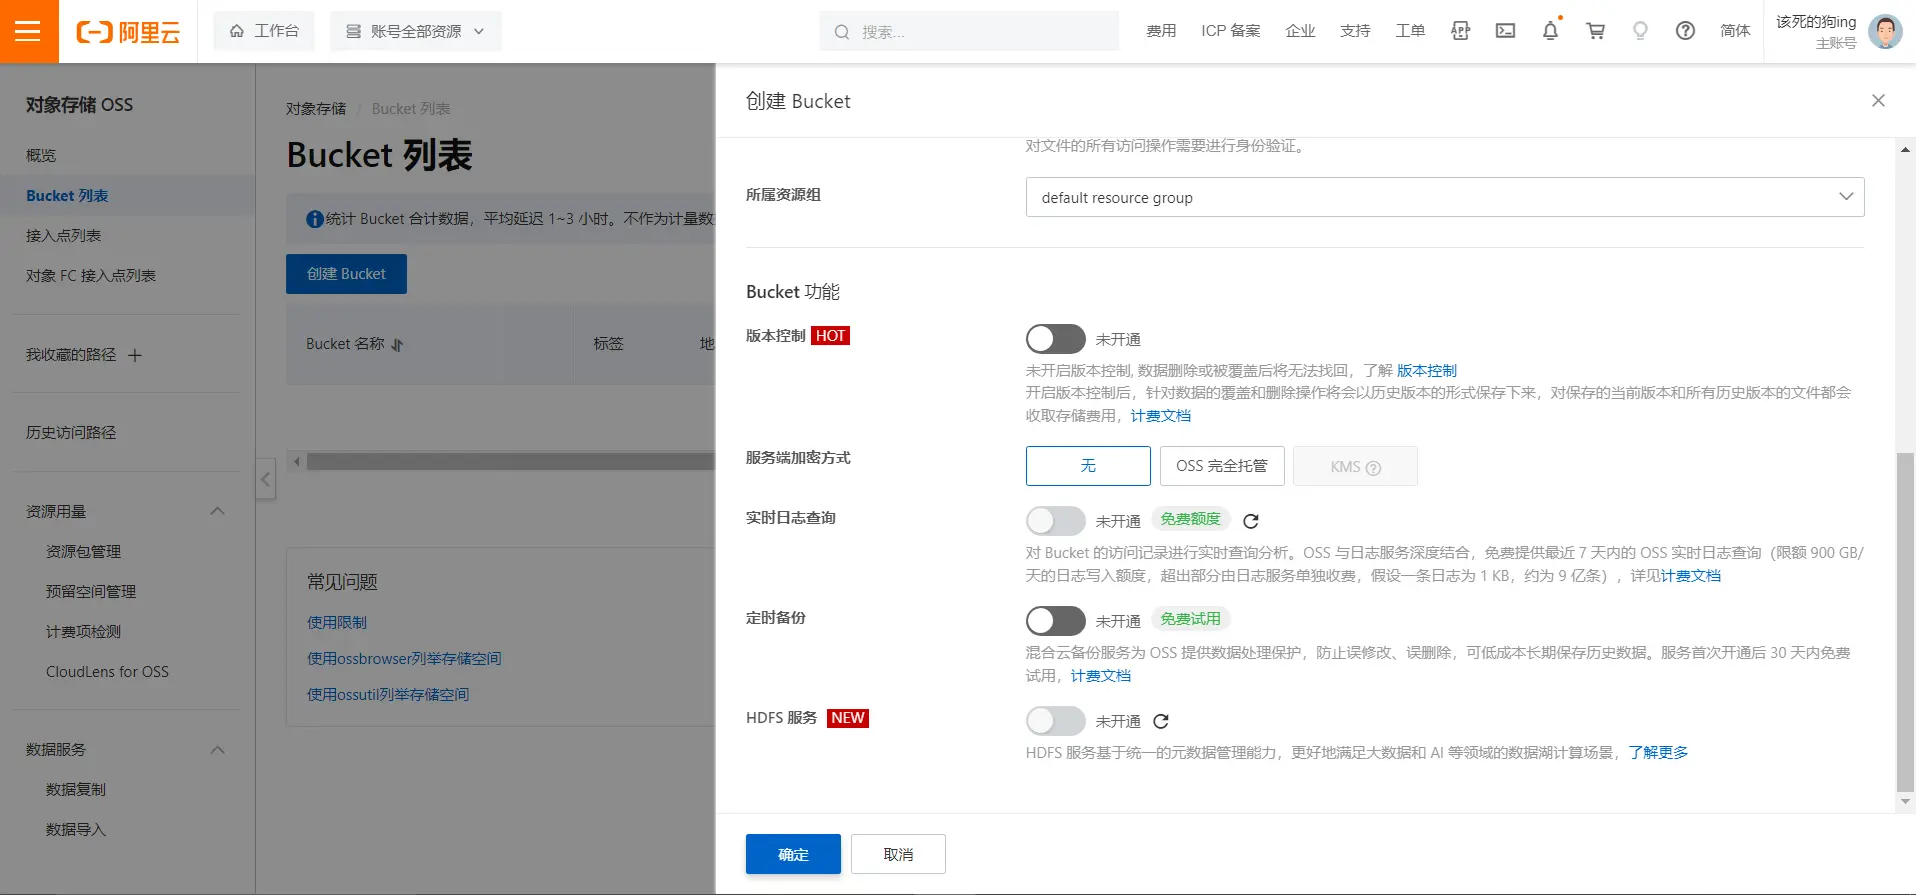 阿里云
工作台
账号全部资源
搜索...
费用
ICP 备案
企业
支持
工单
APP
简体
该死的狗ing
主账号
对象存储 OSS
概览
Bucket 列表
接入点列表
对象 FC 接入点列表
我收藏的路径
历史访问路径
资源用量
资源包管理
预留空间管理
计费项检测
CloudLens for OSS
数据服务
数据复制
数据导入
对象存储 / Bucket 列表
Bucket 列表
统计 Bucket 合计数据，平均延迟 1~3 小时。不作为计量数
创建 Bucket
Bucket 名称
标签
地
常见问题
使用限制
使用ossbrowser列举存储空间
使用ossutil列举存储空间
创建 Bucket
对文件的所有访问操作需要进行身份验证。
所属资源组
default resource group
Bucket 功能
版本控制 HOT
未开通
未开启版本控制, 数据删除或被覆盖后将无法找回，了解 版本控制
开启版本控制后，针对数据的覆盖和删除操作将会以历史版本的形式保存下来，对保存的当前版本和所有历史版本的文件都会
收取存储费用，计费文档
服务端加密方式
无
OSS 完全托管
KMS
实时日志查询
未开通 免费额度
对 Bucket 的访问记录进行实时查询分析。OSS 与日志服务深度结合，免费提供最近 7 天内的 OSS 实时日志查询（限额 900 GB/
天的日志写入额度，超出部分由日志服务单独收费，假设一条日志为 1 KB，约为 9 亿条），详见计费文档
定时备份
未开通 免费试用
混合云备份服务为 OSS 提供数据处理保护，防止误修改、误删除，可低成本长期保存历史数据。服务首次开通后 30 天内免费
试用，计费文档
HDFS 服务 NEW
未开通
HDFS 服务基于统一的元数据管理能力，更好地满足大数据和 AI 等领域的数据湖计算场景，了解更多
确定
取消